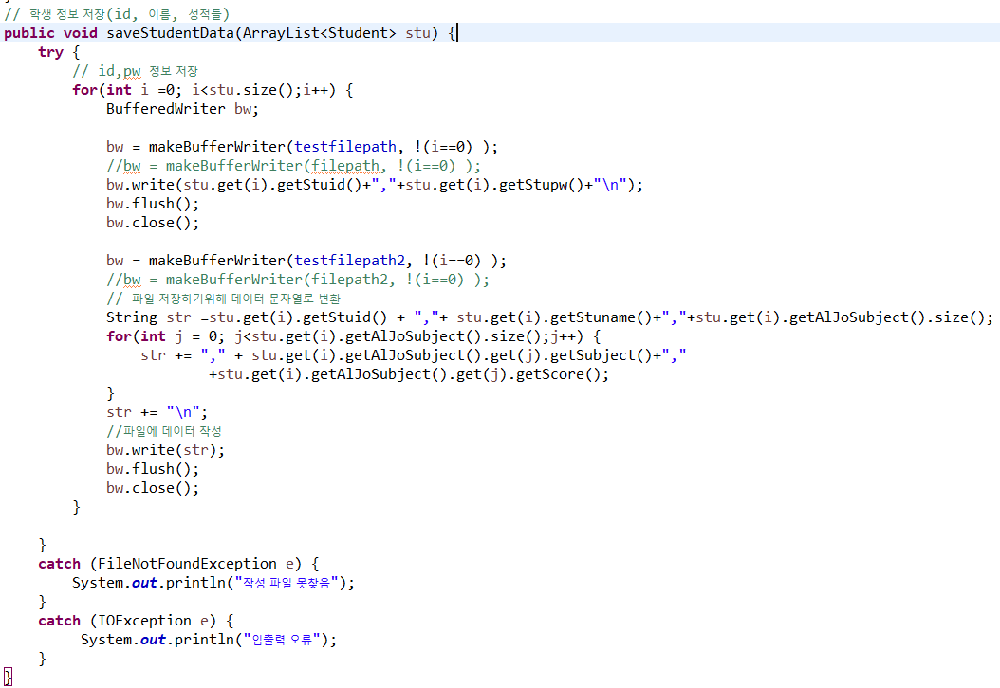 // 학생 정보 저장(id, 이름, 성적들)
public void saveStudentData(ArrayList<Student> stu) {
try {
// id,pw 정보 저장
for(int i =0; i<stu.size();i++) {
BufferedWriter bw;
bw = makeBufferWriter(testfilepath, !(i==0) );
//bw = makeBufferWriter(filepath, !(i==0) );
bw.write(stu.get(i).getStuid()+","+stu.get(i).getStupw()+"\n");
bw.flush();
bw.close();
bw = makeBufferWriter(testfilepath2, !(i==0) );
//bw = makeBufferWriter(filepath2, !(i==0) );
// 파일 저장하기위해 데이터 문자열로 변환
String str =stu.get(i).getStuid() + ","+ stu.get(i).getStuname()+","+stu.get(i).getAlJoSubject().size();
for(int j = 0; j<stu.get(i).getAlJoSubject().size();j++) {
str += "," + stu.get(i).getAlJoSubject().get(j).getSubject()+","
+stu.get(i).getAlJoSubject().get(j).getScore();
}
str += "\n";
//파일에 데이터 작성
bw.write(str);
bw.flush();
bw.close();
}
}
catch (FileNotFoundException e) {
System.out.println("작성 파일 못찾음");
}
catch (IOException e) {
System.out.println("입출력 오류");
}
}